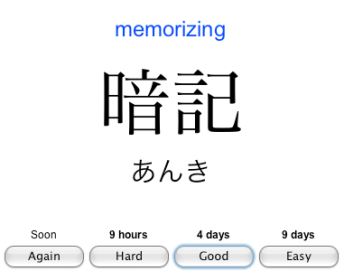 memorizing
暗記
あんき
Soon 9 hours 4 days 9 days
Again Hard Good Easy